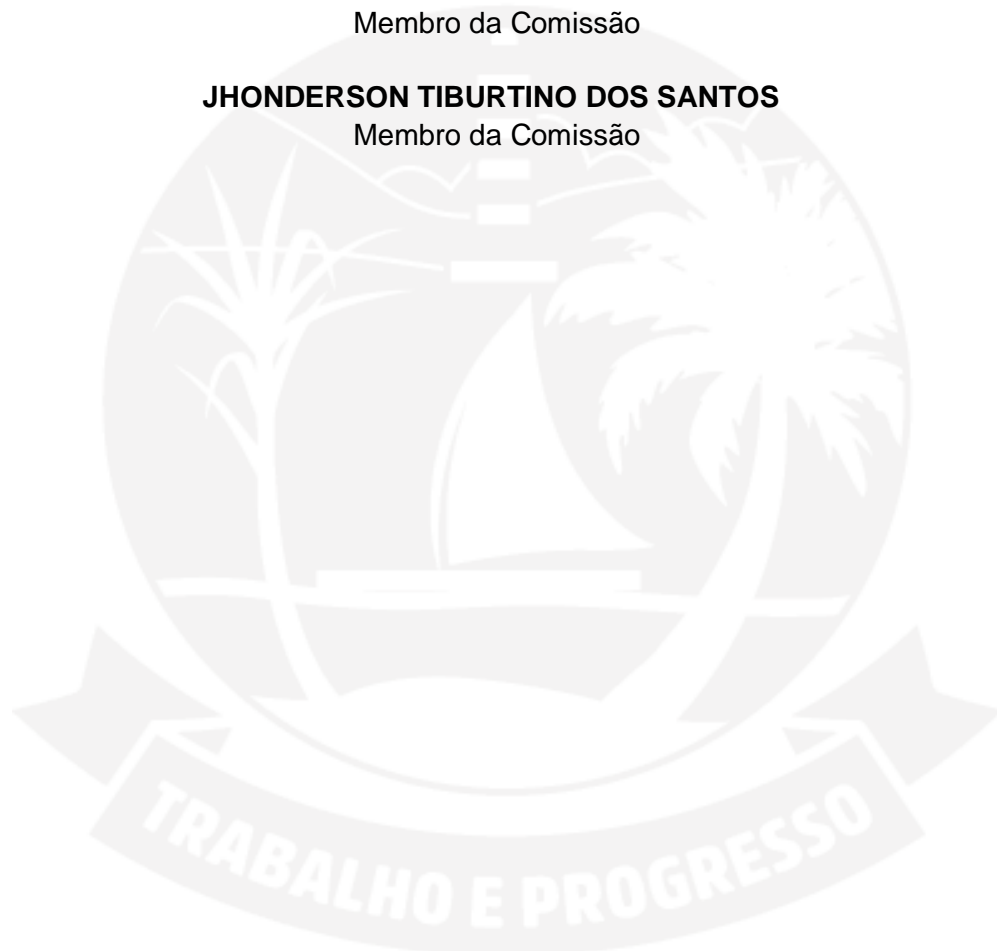 Membro da Comissão
JHONDERSON TIBURTINO DOS SANTOS
Membro da Comissão
TRABALHO E PROGRESSO